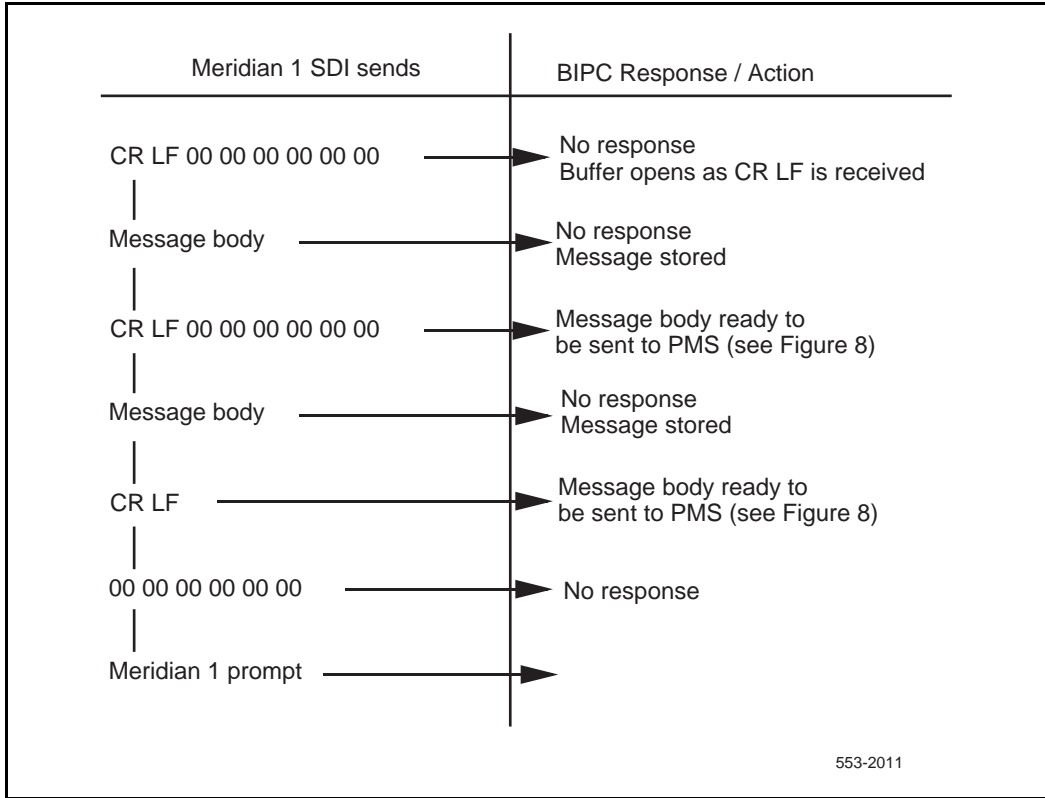 Meridian 1 SDI sends
BIPC Response / Action
CR LF 00 00 00 00 00 00
No response
Buffer opens as CR LF is received
Message body
No response
Message stored
CR LF 00 00 00 00 00 00
Message body ready to
be sent to PMS (see Figure 8)
Message body
No response
Message stored
CR LF
Message body ready to
be sent to PMS (see Figure 8)
00 00 00 00 00 00
No response
Meridian 1 prompt
553-2011